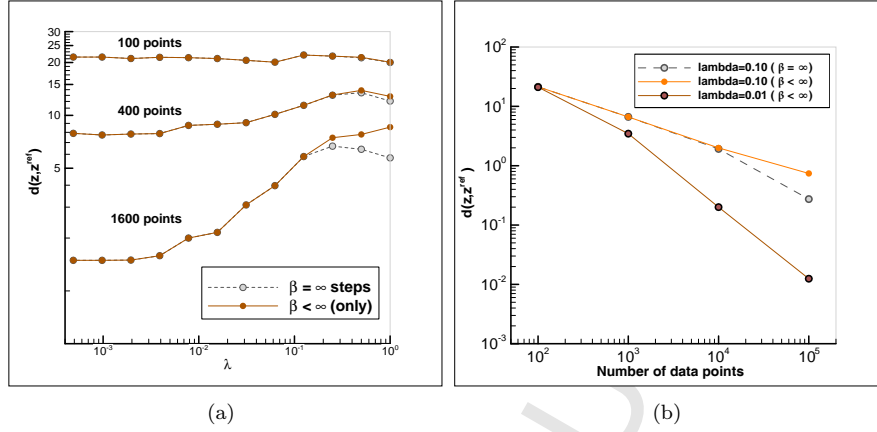 30
25
20
15
10
5
d(z,z^ref)
100 points
400 points
1600 points
β = ∞ steps
β < ∞ (only)
10^-3
10^-2
10^-1
10^0
λ
(a)
10^2
10^1
10^0
10^-1
10^-2
10^-3
d(z,z^ref)
lambda=0.10 ( β = ∞)
lambda=0.10 ( β < ∞)
lambda=0.01 ( β < ∞)
10^2
10^3
10^4
10^5
Number of data points
(b)